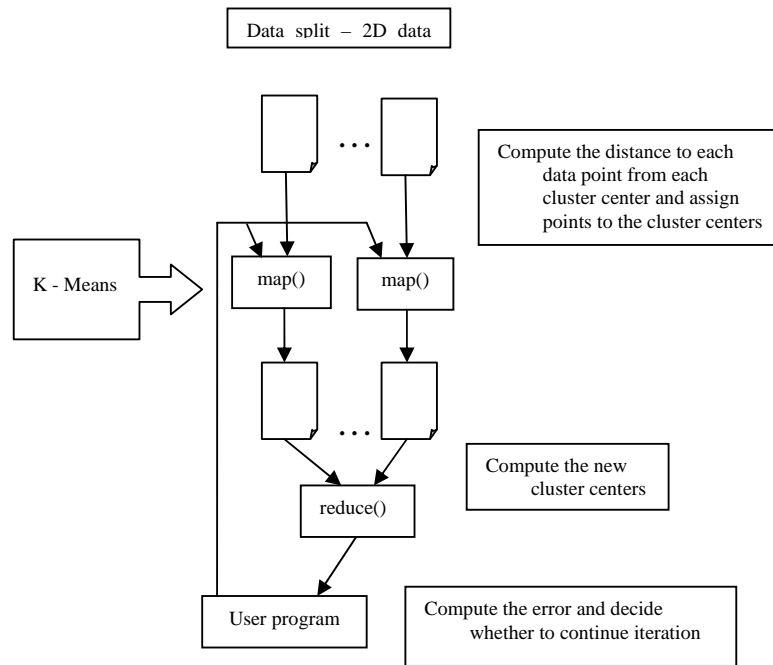 Data split – 2D data
. . .
Compute the distance to each
data point from each
cluster center and assign
points to the cluster centers
K - Means
map()
map()
. . .
Compute the new
cluster centers
reduce()
User program
Compute the error and decide
whether to continue iteration